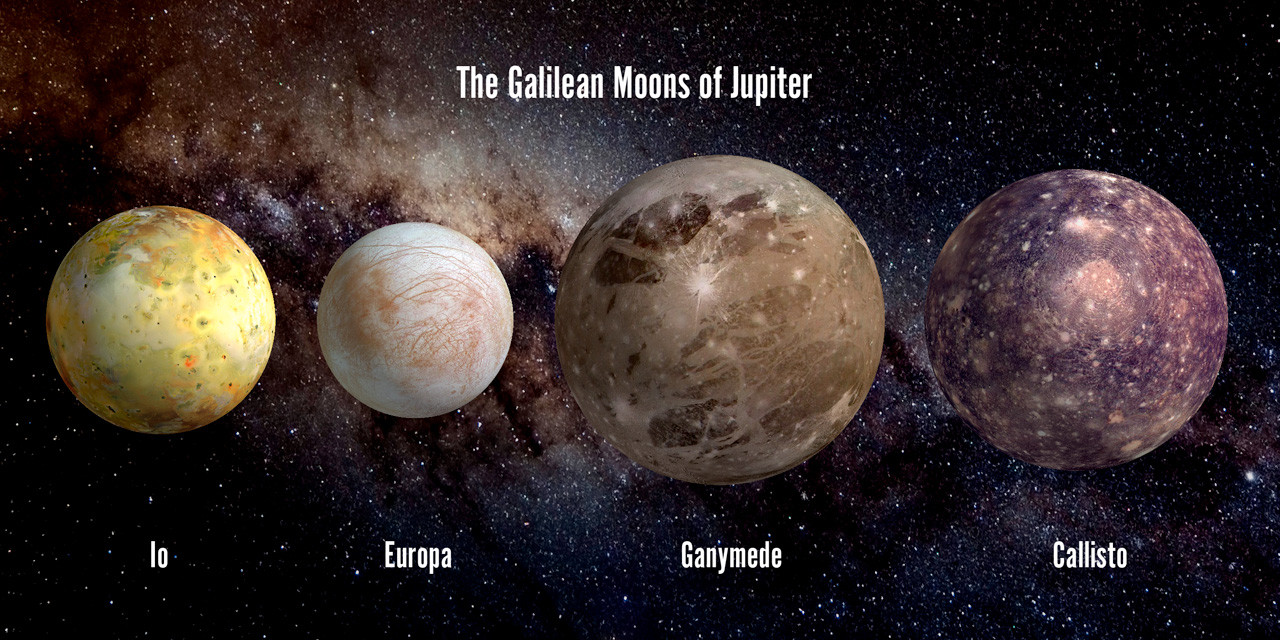 The Galilean Moons of Jupiter
Io
Europa
Ganymede
Callisto